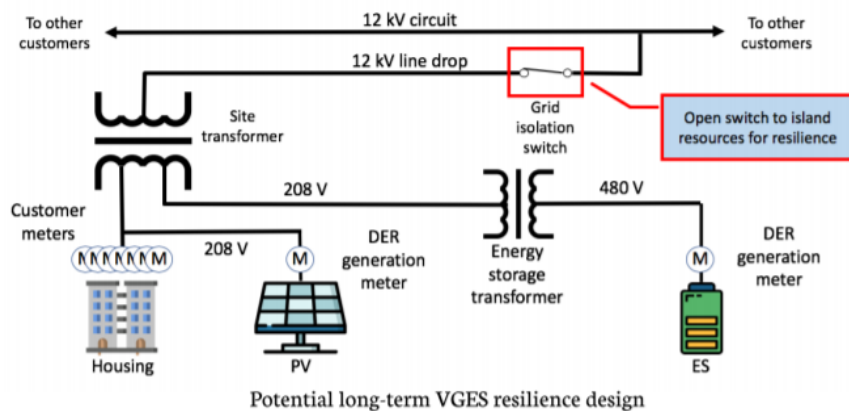 To other
customers
12 kV circuit
To other
customers
12 kV line drop
Site
transformer
Grid
isolation
switch
Open switch to island
resources for resilience
208 V
480 V
Customer
meters
208 V
DER
generation
meter
Energy
storage
transformer
DER
generation
meter
MMMMMMM
M
M
Housing
PV
ES
Potential long-term VGES resilience design